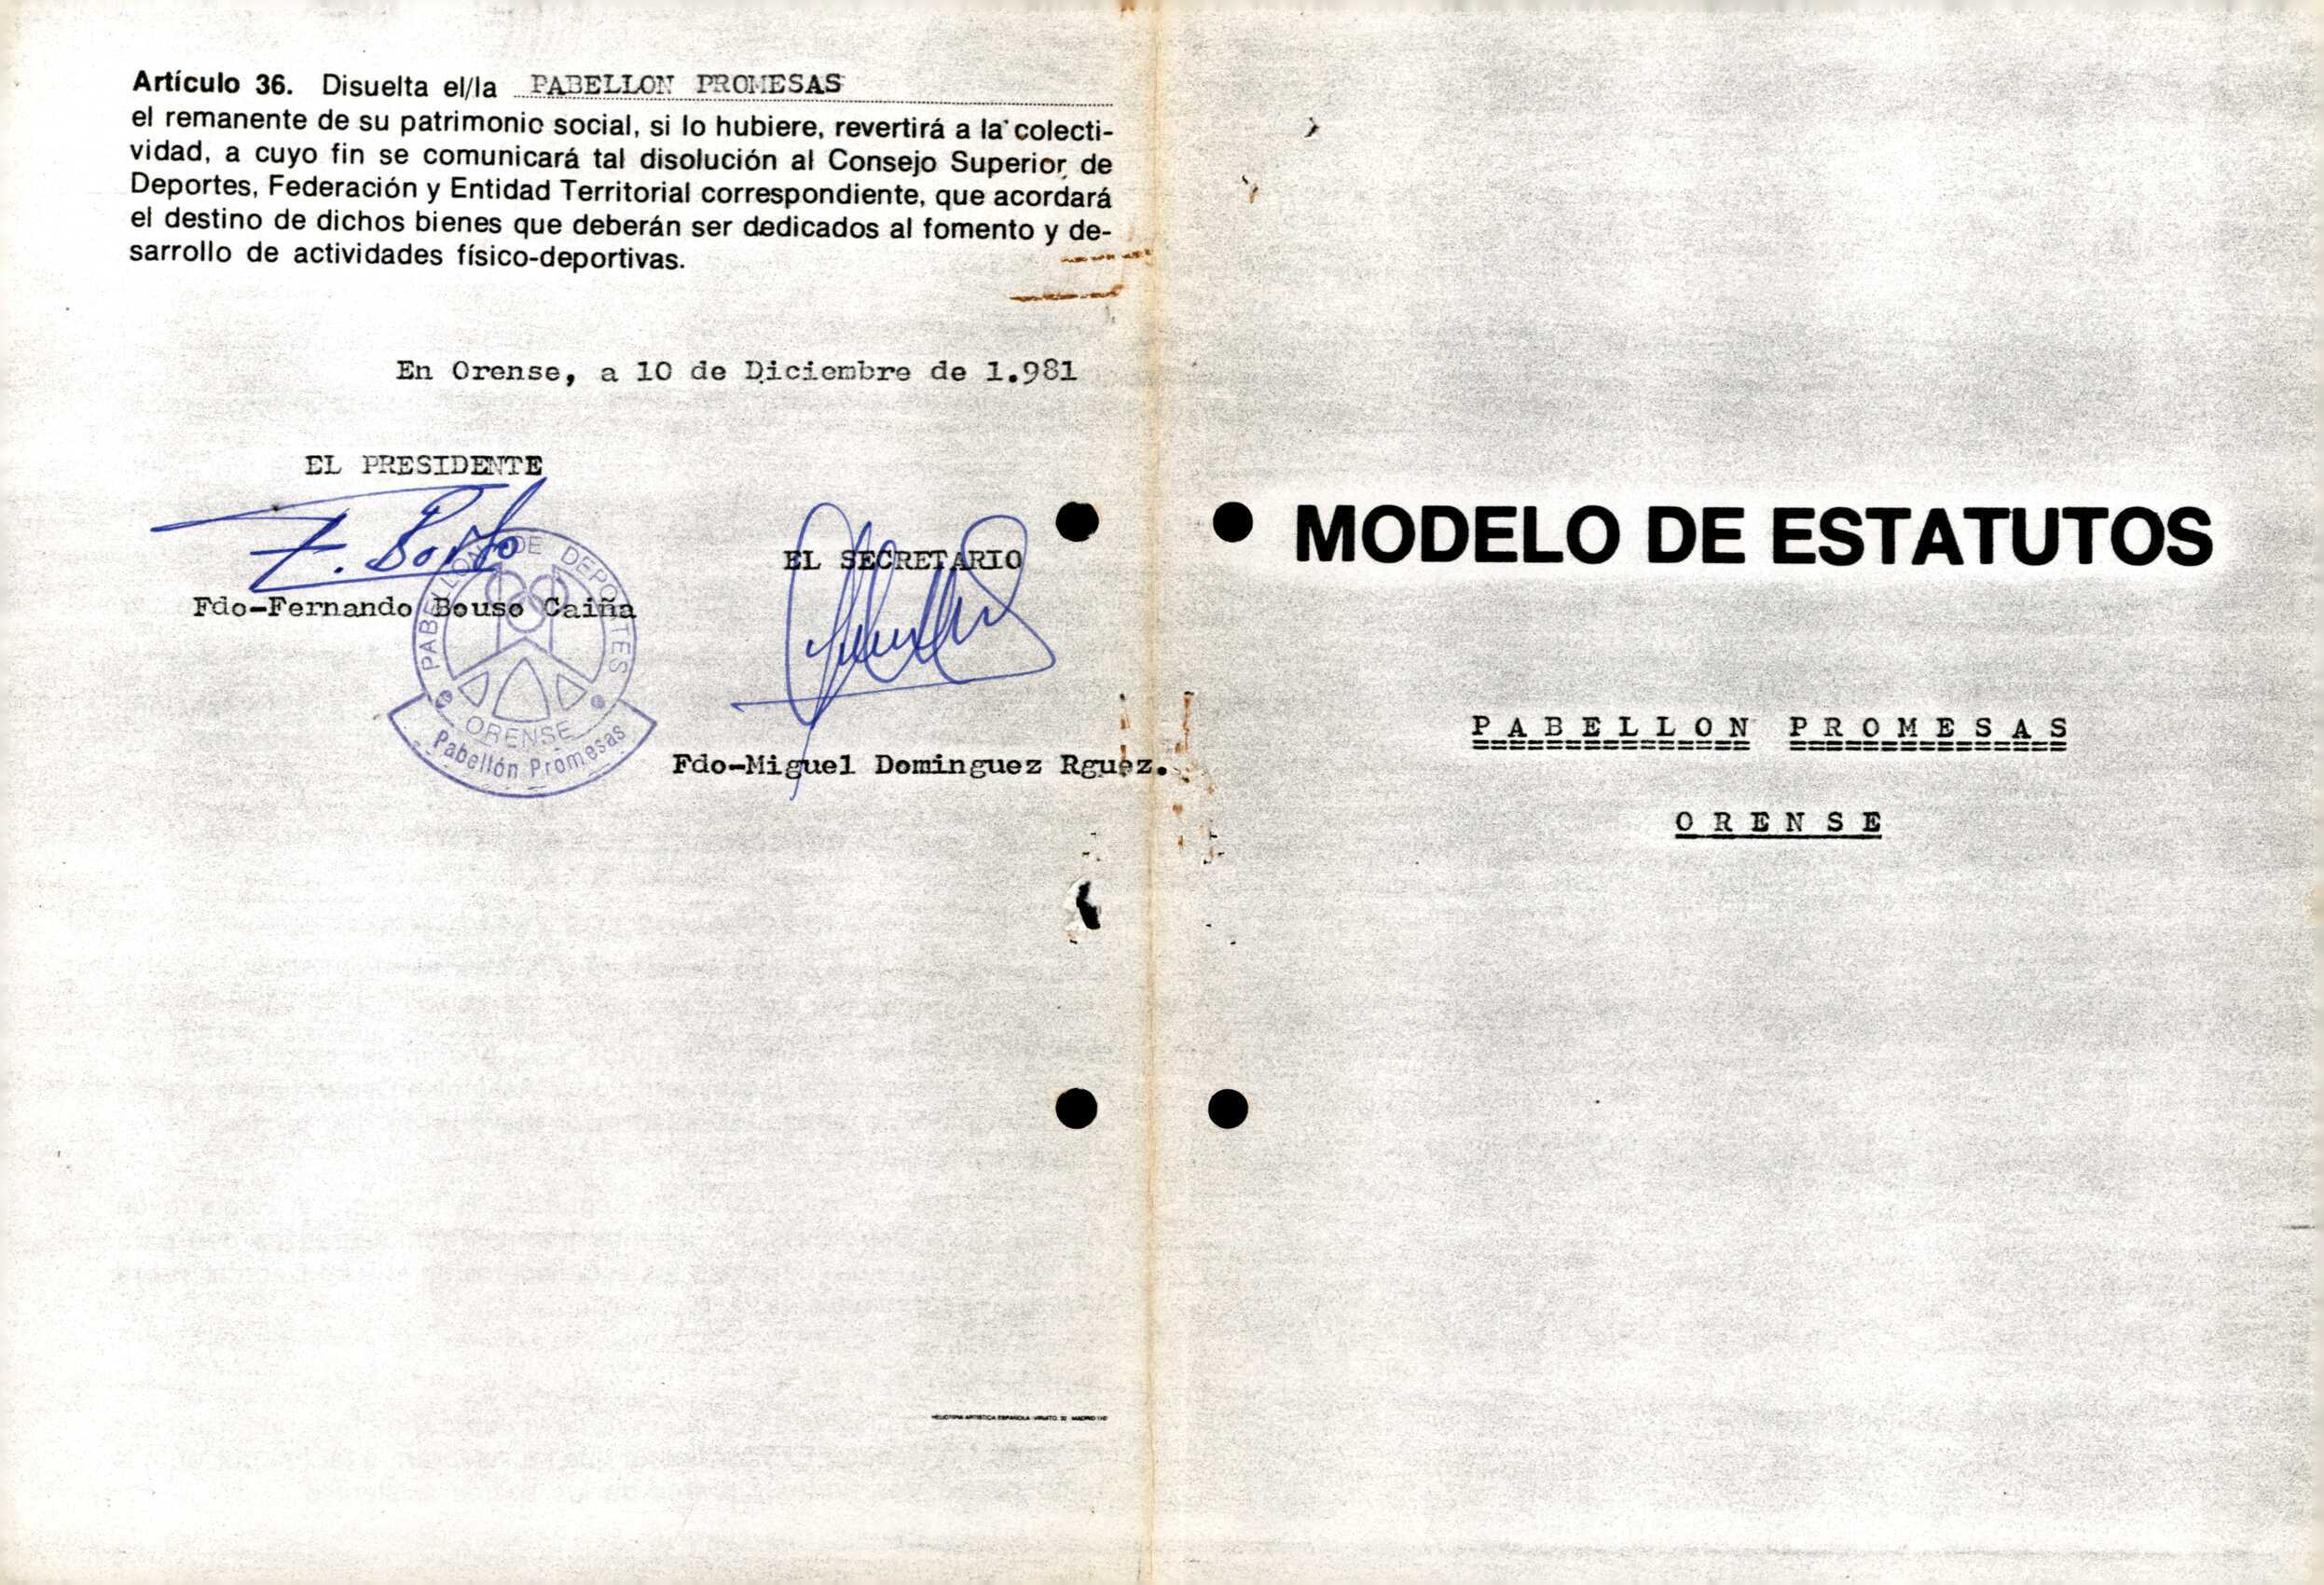 Artículo 36. Disuelta el/la PABELLON PROMESAS
el remanente de su patrimonio social, si lo hubiere, revertirá a la colecti-
vidad, a cuyo fin se comunicará tal disolución al Consejo Superior de
Deportes, Federación y Entidad Territorial correspondiente, que acordará
el destino de dichos bienes que deberán ser dedicados al fomento y de-
sarrollo de actividades físico-deportivas.
En Orense, a 10 de Diciembre de 1.981
EL PRESIDENTE
Fdo-Fernando Bouso Caiña
PABELLON DE DEPORTES
ORENSE
Pabellón Promesas
EL SECRETARIO
Fdo-Miguel Dominguez Rguez.
MODELO DE ESTATUTOS
PABELLON PROMESAS
ORENSE